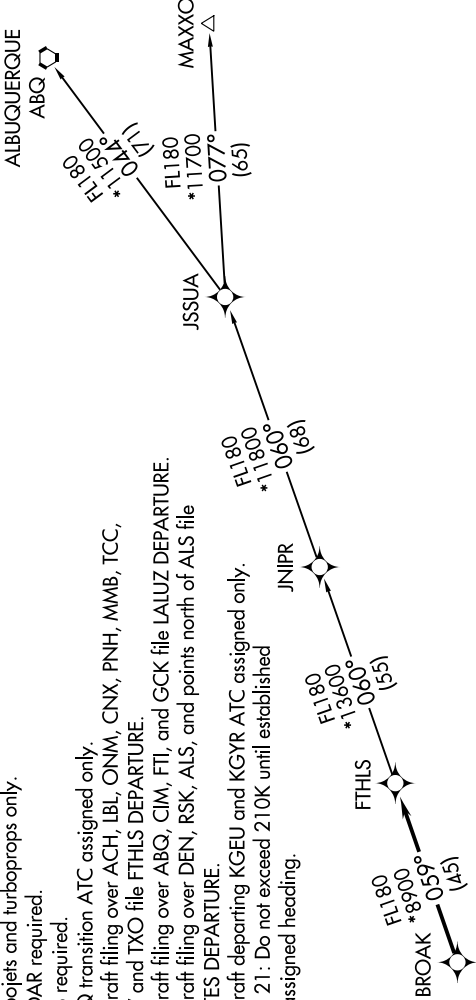 ALBUQUERQUE
ABQ
MAXXO
FL180
*11500
044°
(71)
FL180
*11700
077°
(65)
JSSUA
FL180
*11800
060°
(68)
JNIPR
FL180
*13600
060°
(55)
FTHLS
FL180
*8900
059°
(45)
BROAK
ojets and turboprops only.
DAR required.
required.
Q transition ATC assigned only.
raft filing over ACH, LBL, ONM, CNX, PNH, MMB, TCC,
and TXO file FTHLS DEPARTURE.
raft filing over ABQ, CIM, FTI, and GCK file LALUZ DEPARTURE.
raft filing over DEN, RSK, ALS, and points north of ALS file
TES DEPARTURE.
raft departing KGEU and KGYR ATC assigned only.
21: Do not exceed 210K until established
assigned heading.